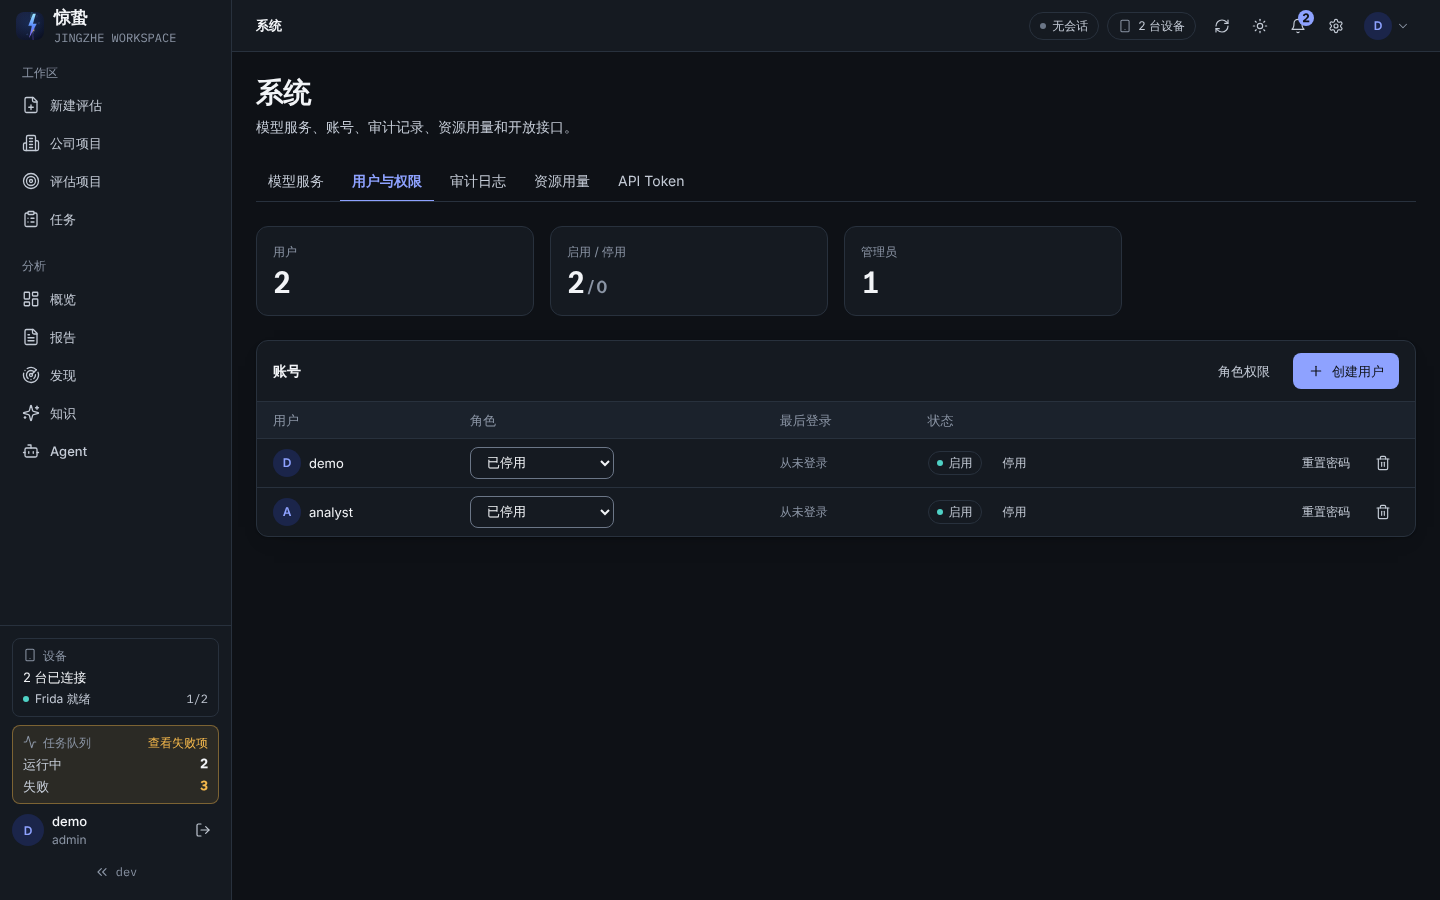 惊蛰
JINGZHE WORKSPACE
工作区
新建评估
公司项目
评估项目
任务
分析
概览
报告
发现
知识
Agent
设备
2 台已连接
Frida 就绪 1/2
任务队列 查看失败项
运行中 2
失败 3
D demo
admin
dev
系统
无会话 2 台设备 2 D
系统
模型服务、账号、审计记录、资源用量和开放接口。
模型服务 用户与权限 审计日志 资源用量 API Token
用户
2
启用 / 停用
2 / 0
管理员
1
账号 角色权限 创建用户
用户 角色 最后登录 状态
D demo 已停用 从未登录 启用 停用 重置密码
A analyst 已停用 从未登录 启用 停用 重置密码